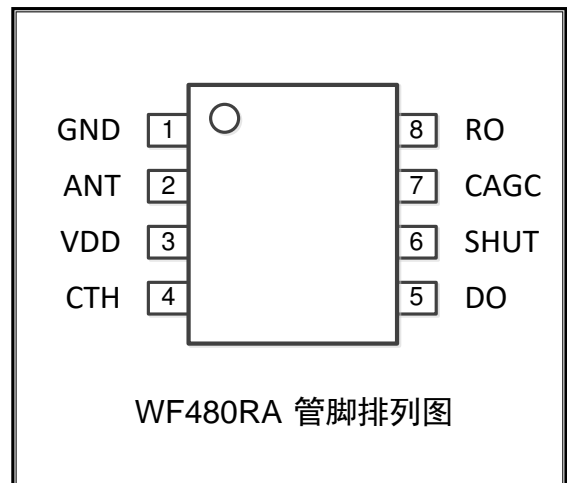 GND 1 8 RO
ANT 2 7 CAGC
VDD 3 6 SHUT
CTH 4 5 DO
WF480RA 管脚排列图